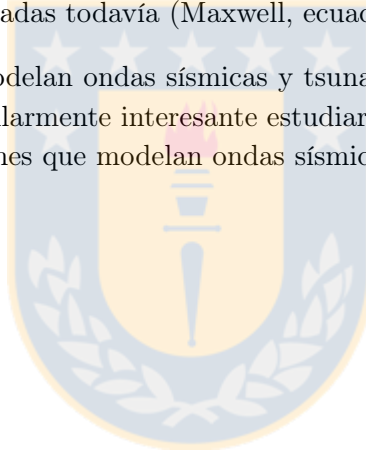 adas todavía (Maxwell, ecuac
odelan ondas sísmicas y tsuna
larmente interesante estudiar
nes que modelan ondas sísmic